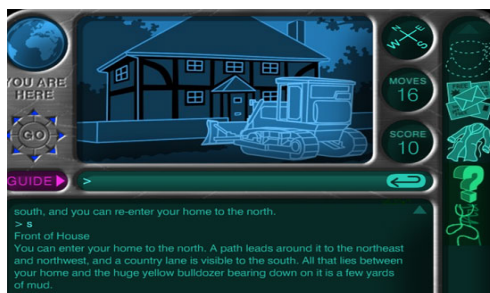 N
W
E
S
YOU ARE
HERE
MOVES
16
GO
SCORE
10
GUIDE
>
south, and you can re-enter your home to the north.
> s
Front of House
You can enter your home to the north. A path leads around it to the northeast
and northwest, and a country lane is visible to the south. All that lies between
your home and the huge yellow bulldozer bearing down on it is a few yards
of mud.